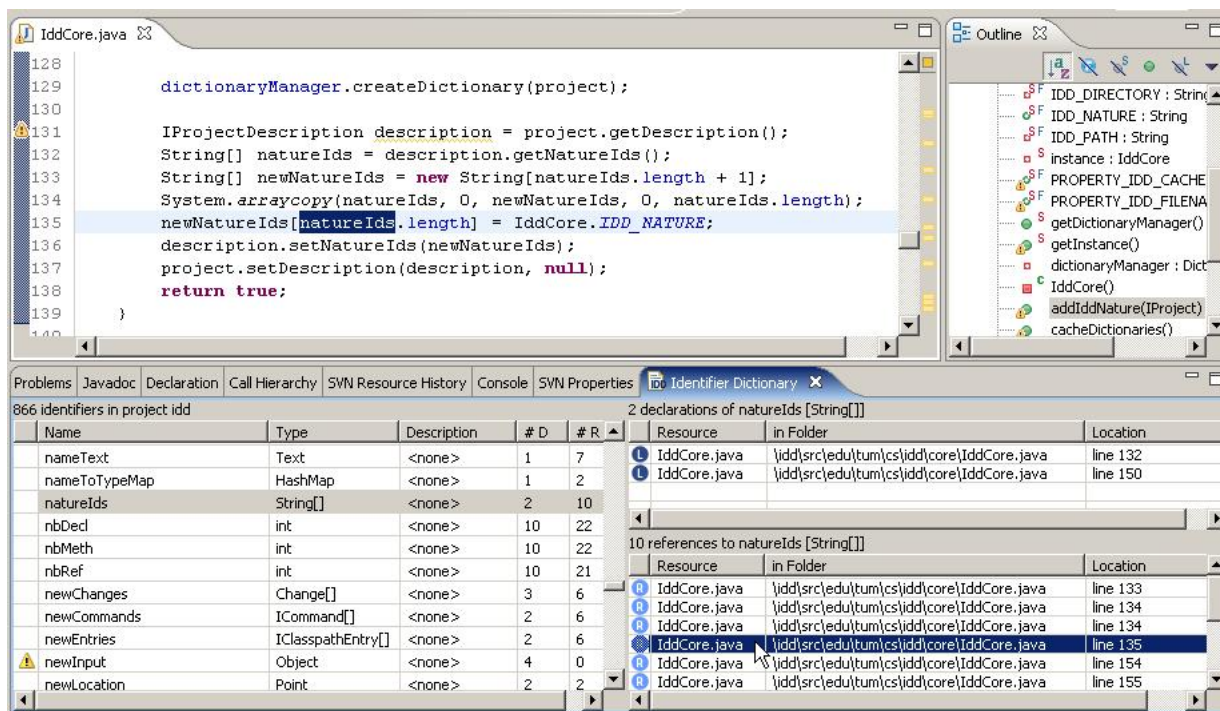 IddCore.java
128
129 dictionaryManager.createDictionary(project);
130
131 IProjectDescription description = project.getDescription();
132 String[] natureIds = description.getNatureIds();
133 String[] newNatureIds = new String[natureIds.length + 1];
134 System.arraycopy(natureIds, 0, newNatureIds, 0, natureIds.length);
135 newNatureIds[natureIds.length] = IddCore.IDD_NATURE;
136 description.setNatureIds(newNatureIds);
137 project.setDescription(description, null);
138 return true;
139 }
Outline
IDD_DIRECTORY : String
IDD_NATURE : String
IDD_PATH : String
instance : IddCore
PROPERTY_IDD_CACHE
PROPERTY_IDD_FILENA
getDictionaryManager()
getInstance()
dictionaryManager : Dict
IddCore()
addIddNature(IProject)
cacheDictionaries()
Problems Javadoc Declaration Call Hierarchy SVN Resource History Console SVN Properties Identifier Dictionary
866 identifiers in project idd
Name Type Description # D # R
nameText Text <none> 1 7
nameToTypeMap HashMap <none> 1 2
natureIds String[] <none> 2 10
nbDecl int <none> 10 22
nbMeth int <none> 10 22
nbRef int <none> 10 21
newChanges Change[] <none> 3 6
newCommands ICommand[] <none> 2 6
newEntries IClasspathEntry[] <none> 2 6
newInput Object <none> 4 0
newLocation Point <none> 2 2
2 declarations of natureIds [String[]]
Resource in Folder Location
L IddCore.java \idd\src\edu\tum\cs\idd\core\IddCore.java line 132
L IddCore.java \idd\src\edu\tum\cs\idd\core\IddCore.java line 150
10 references to natureIds [String[]]
Resource in Folder Location
R IddCore.java \idd\src\edu\tum\cs\idd\core\IddCore.java line 133
R IddCore.java \idd\src\edu\tum\cs\idd\core\IddCore.java line 134
R IddCore.java \idd\src\edu\tum\cs\idd\core\IddCore.java line 134
IddCore.java \idd\src\edu\tum\cs\idd\core\IddCore.java line 135
R IddCore.java \idd\src\edu\tum\cs\idd\core\IddCore.java line 154
R IddCore.java \idd\src\edu\tum\cs\idd\core\IddCore.java line 155